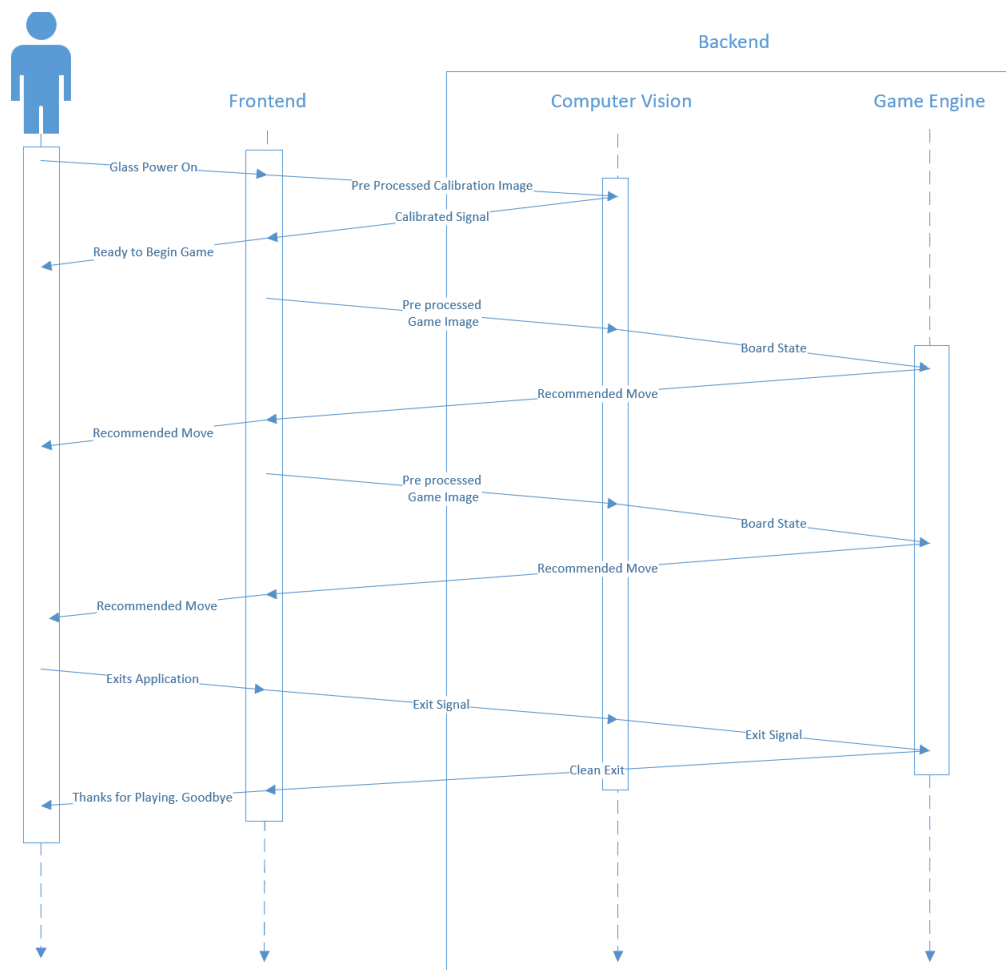 Backend
Frontend
Computer Vision
Game Engine
Glass Power On
Pre Processed Calibration Image
Calibrated Signal
Ready to Begin Game
Pre processed
Game Image
Board State
Recommended Move
Recommended Move
Pre processed
Game Image
Board State
Recommended Move
Recommended Move
Exits Application
Exit Signal
Exit Signal
Clean Exit
Thanks for Playing. Goodbye